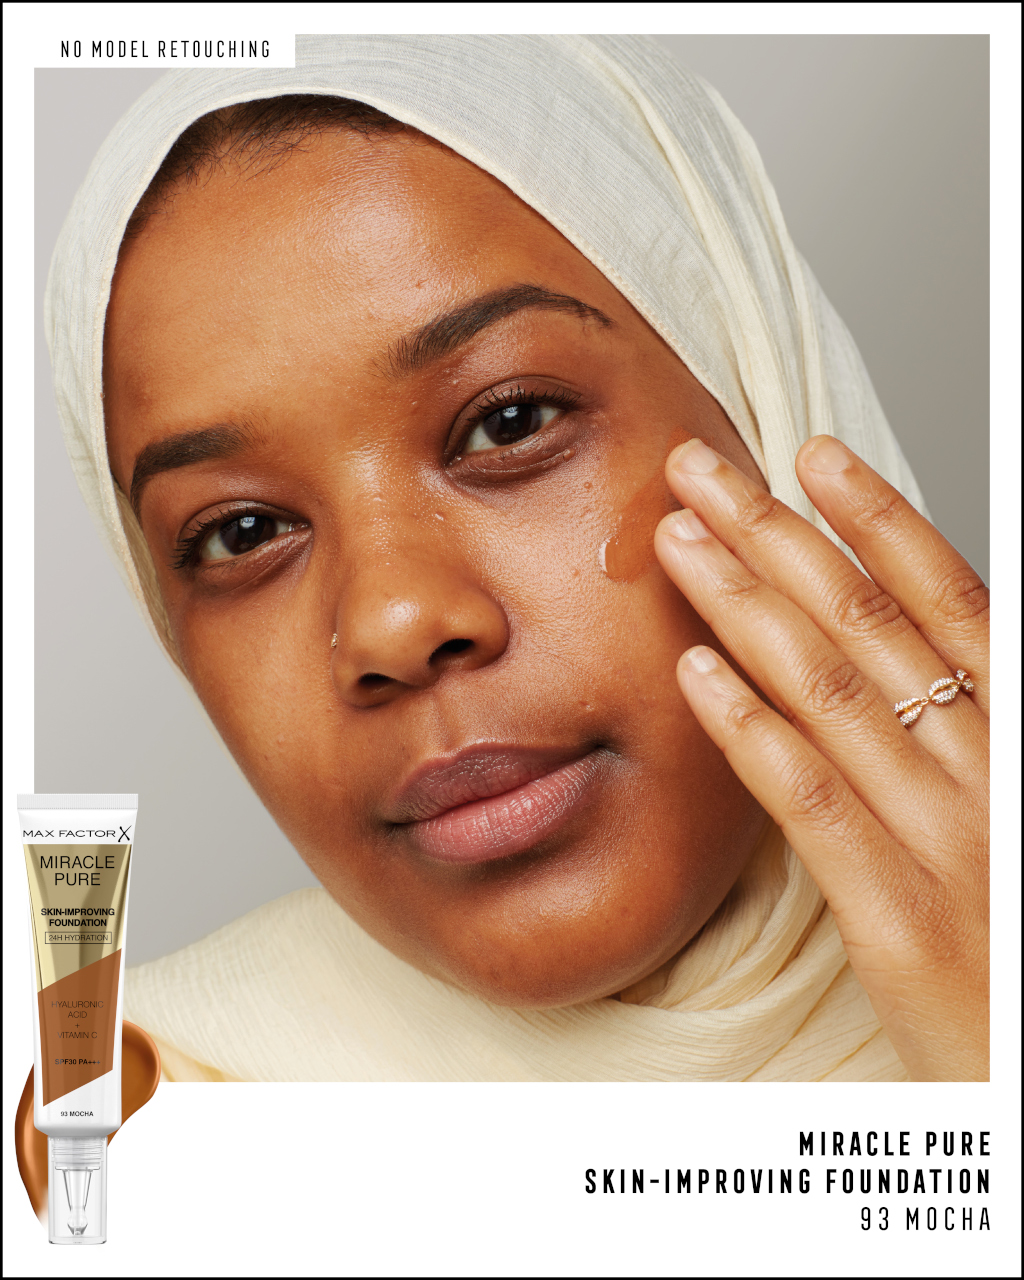 NO MODEL RETOUCHING
MAX FACTOR X
MIRACLE
PURE
SKIN-IMPROVING
FOUNDATION
24H HYDRATION
HYALURONIC
ACID
+
VITAMIN C
SPF30 PA+++
93 MOCHA
MIRACLE PURE
SKIN-IMPROVING FOUNDATION
93 MOCHA